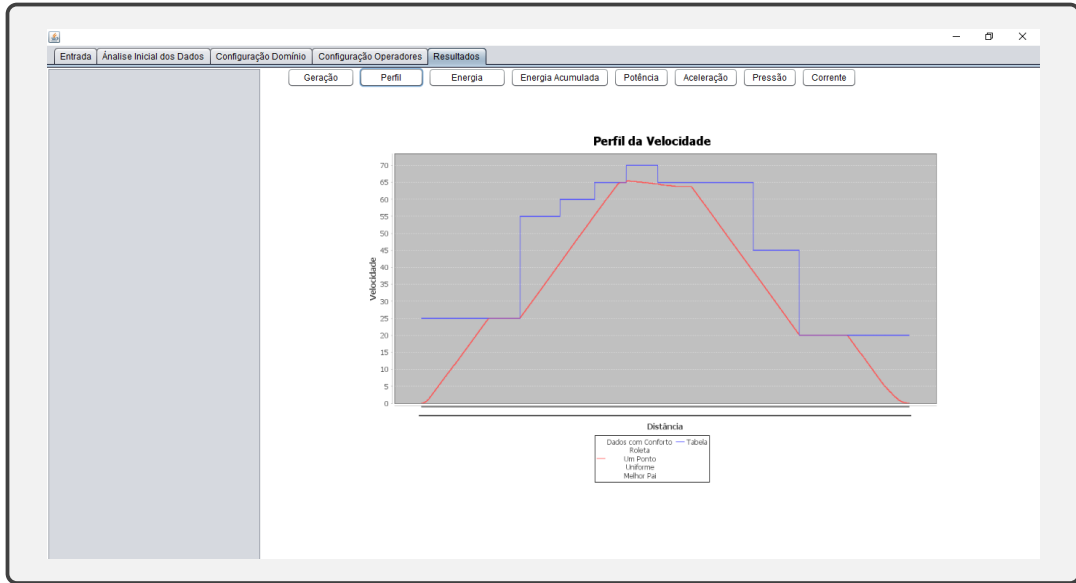 Entrada Ánalise Inicial dos Dados Configuração Domínio Configuração Operadores Resultados
Geração Perfil Energia Energia Acumulada Potência Aceleração Pressão Corrente
Perfil da Velocidade
70
65
60
55
50
45
40
35
30
25
20
15
10
5
0
Velocidade
Distância
Dados com Conforto Tabela
Roleta
Um Ponto
Uniforme
Melhor Pai